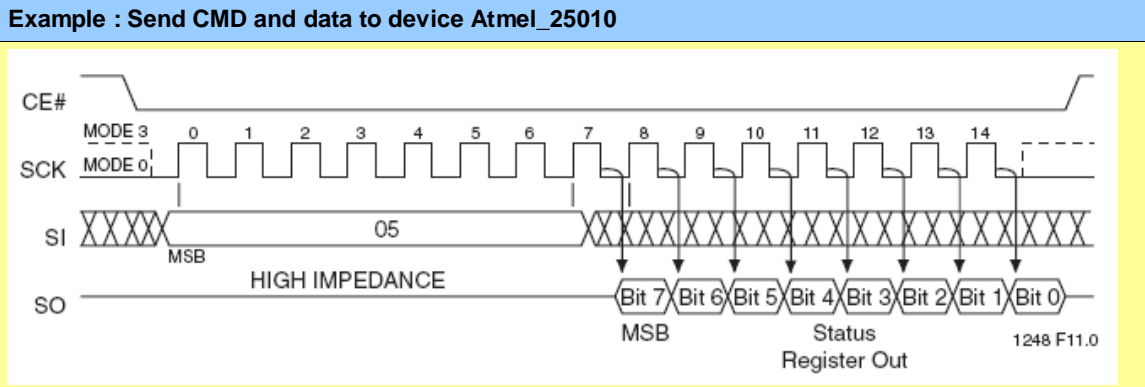 Example : Send CMD and data to device Atmel_25010
CE#
MODE 3 0 1 2 3 4 5 6 7 8 9 10 11 12 13 14
SCK MODE 0
SI 05
MSB
HIGH IMPEDANCE
SO Bit 7 Bit 6 Bit 5 Bit 4 Bit 3 Bit 2 Bit 1 Bit 0
MSB Status
Register Out
1248 F11.0